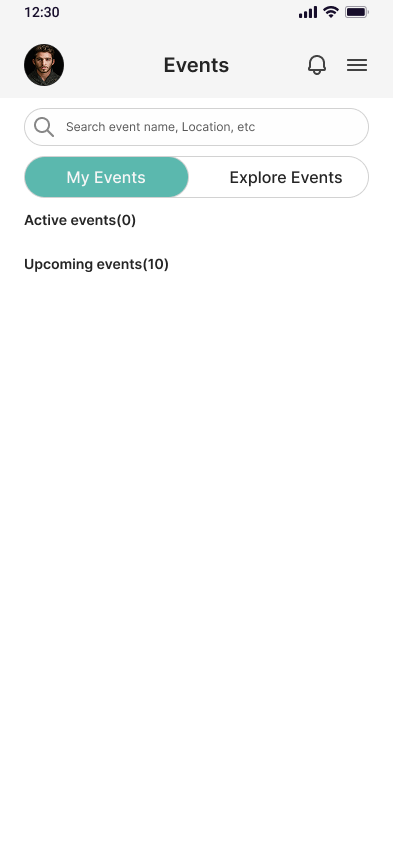 12:30
Events
Search event name, Location, etc
My Events
Explore Events
Active events(0)
Upcoming events(10)